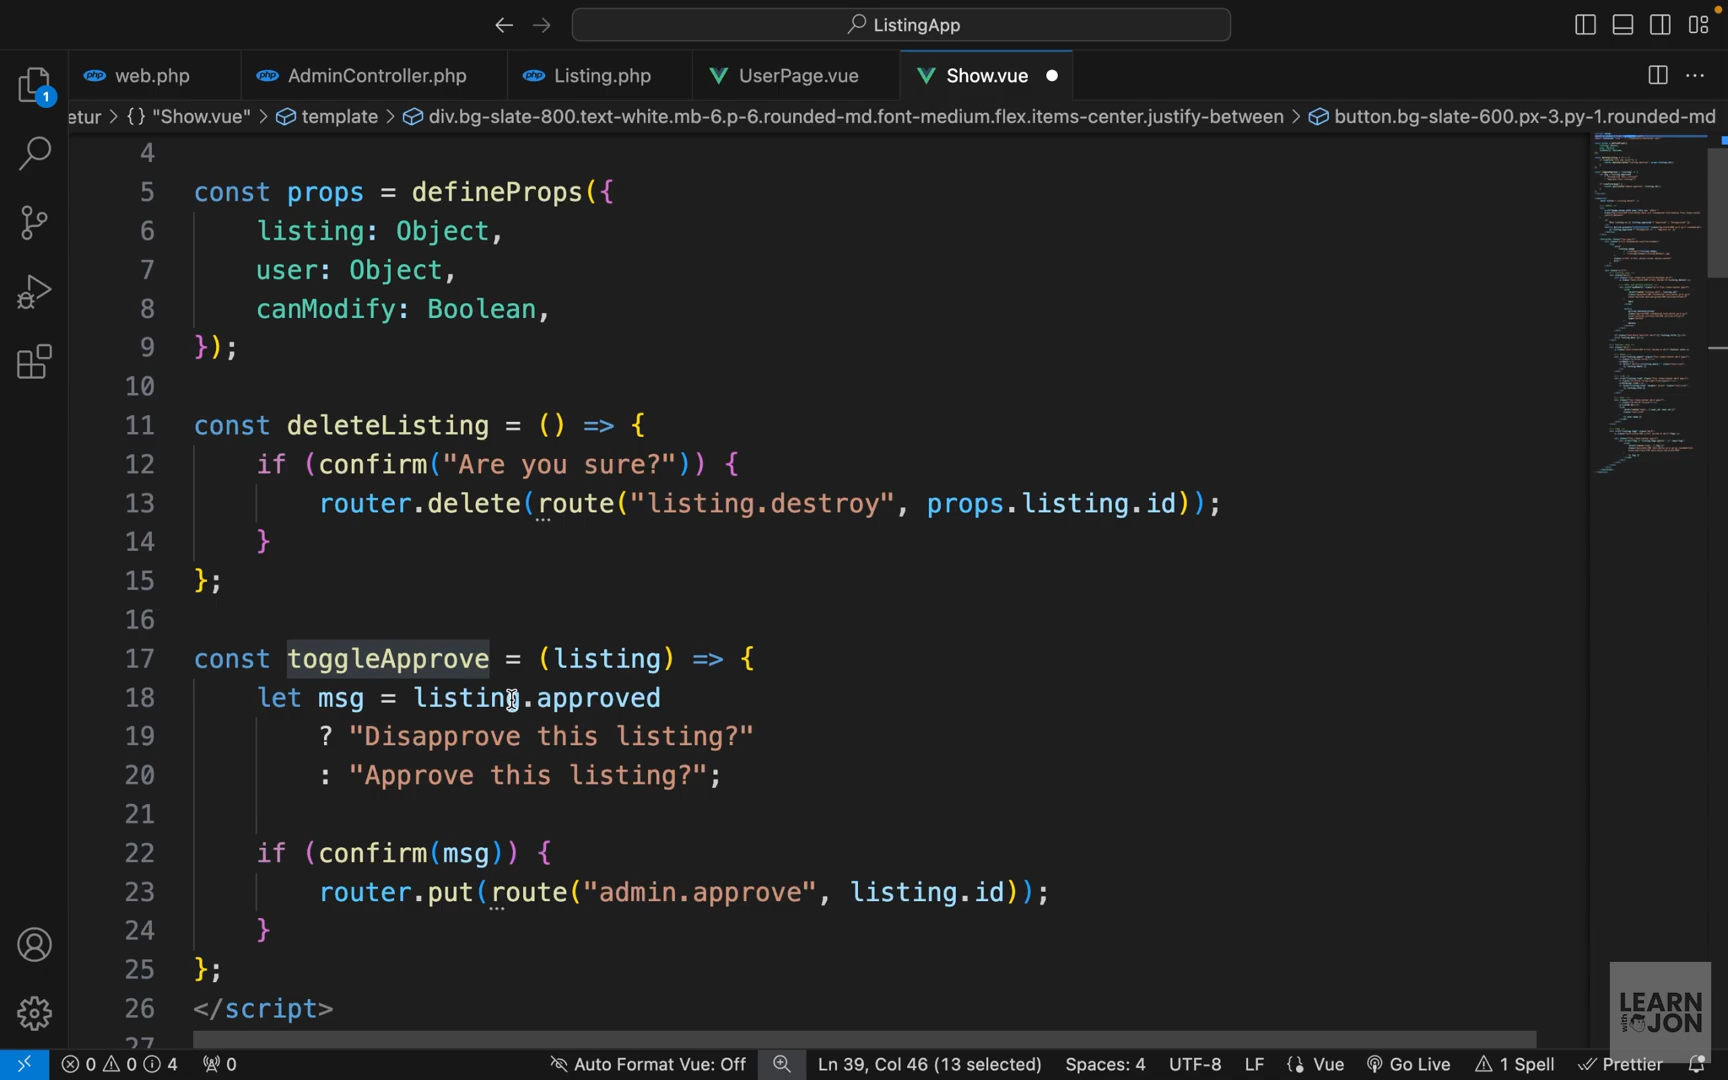 ListingApp
web.php
AdminController.php
Listing.php
UserPage.vue
Show.vue
etur > {} "Show.vue" > template > div.bg-slate-800.text-white.mb-6.p-6.rounded-md.font-medium.flex.items-center.justify-between > button.bg-slate-600.px-3.py-1.rounded-md
1
4
5 const props = defineProps({
6 listing: Object,
7 user: Object,
8 canModify: Boolean,
9 });
10
11 const deleteListing = () => {
12 if (confirm("Are you sure?")) {
13 router.delete(route("listing.destroy", props.listing.id));
14 }
15 };
16
17 const toggleApprove = (listing) => {
18 let msg = listing.approved
19 ? "Disapprove this listing?"
20 : "Approve this listing?";
21
22 if (confirm(msg)) {
23 router.put(route("admin.approve", listing.id));
24 }
25 };
26 </script>
27
LEARN
with JON
0 0 4 0 Auto Format Vue: Off Ln 39, Col 46 (13 selected) Spaces: 4 UTF-8 LF {} Vue Go Live 1 Spell Prettier